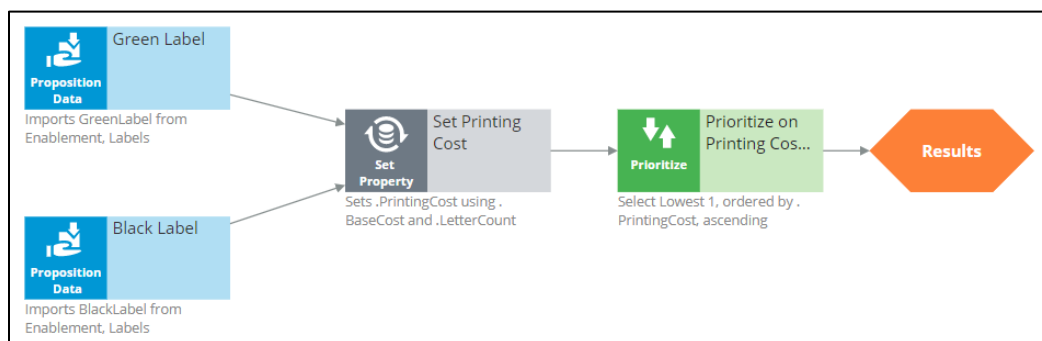 Green Label
Proposition
Data
Imports GreenLabel from
Enablement, Labels
Set Printing
Cost
Set
Property
Sets .PrintingCost using .
BaseCost and .LetterCount
Prioritize on
Printing Cos...
Prioritize
Select Lowest 1, ordered by .
PrintingCost, ascending
Results
Black Label
Proposition
Data
Imports BlackLabel from
Enablement, Labels